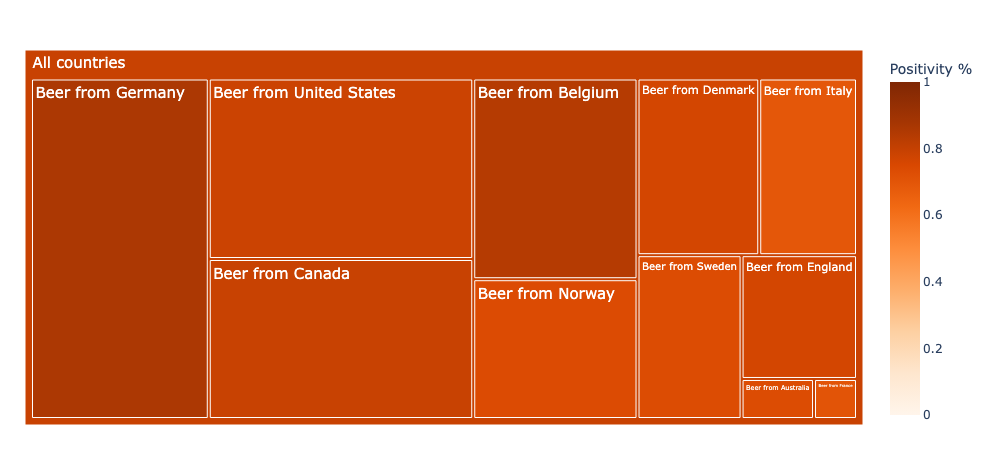 Positivity %
All countries
Beer from Germany
Beer from United States
Beer from Belgium
Beer from Denmark
Beer from Italy
Beer from Canada
Beer from Norway
Beer from Sweden
Beer from England
Beer from Australia
Beer from France
1
0.8
0.6
0.4
0.2
0